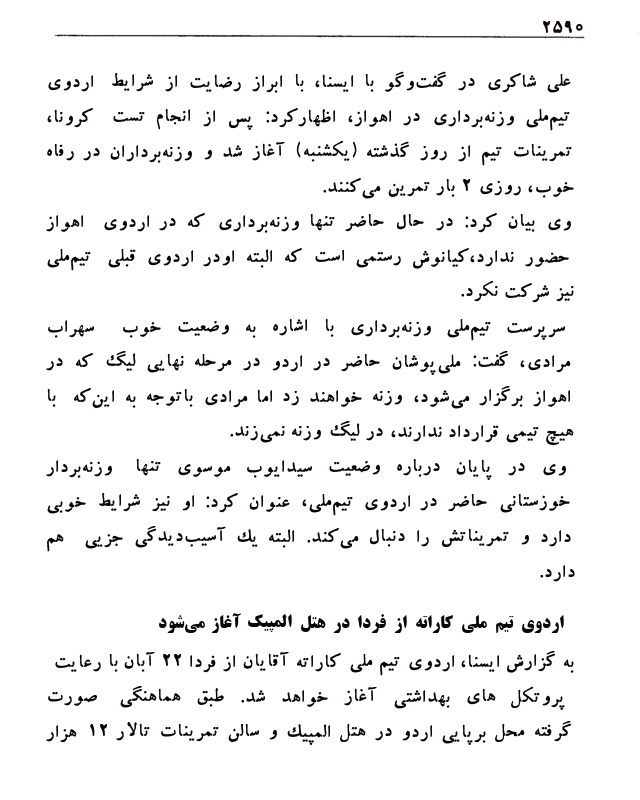 ۲۵۹۰
علی شاکری در گفت‌وگو با ایسنا، با ابراز رضایت از شرایط اردوی
تیم‌ملی وزنه‌برداری در اهواز، اظهارکرد: پس از انجام تست کرونا،
تمرینات تیم از روز گذشته (یکشنبه) آغاز شد و وزنه‌برداران در رفاه
خوب، روزی ۲ بار تمرین می‌کنند.
وی بیان کرد: در حال حاضر تنها وزنه‌برداری که در اردوی اهواز
حضور ندارد،کیانوش رستمی است که البته اودر اردوی قبلی تیم‌ملی
نیز شرکت نکرد.
سرپرست تیم‌ملی وزنه‌برداری با اشاره به وضعیت خوب سهراب
مرادی، گفت: ملی‌پوشان حاضر در اردو در مرحله نهایی لیگ که در
اهواز برگزار می‌شود، وزنه خواهند زد اما مرادی باتوجه به این‌که با
هیچ تیمی قرارداد ندارند، در لیگ وزنه نمی‌زند.
وی در پایان درباره وضعیت سیدایوب موسوی تنها وزنه‌بردار
خوزستانی حاضر در اردوی تیم‌ملی، عنوان کرد: او نیز شرایط خوبی
دارد و تمریناتش را دنبال می‌کند. البته یك آسیب‌دیدگی جزیی هم
دارد.
اردوی تیم ملی کاراته از فردا در هتل المپیک آغاز می‌شود
به گزارش ایسنا، اردوی تیم ملی کاراته آقایان از فردا ۲۲ آبان با رعایت
پروتکل های بهداشتی آغاز خواهد شد. طبق هماهنگی صورت
گرفته محل برپایی اردو در هتل المپیك و سالن تمرینات تالار ۱۲ هزار